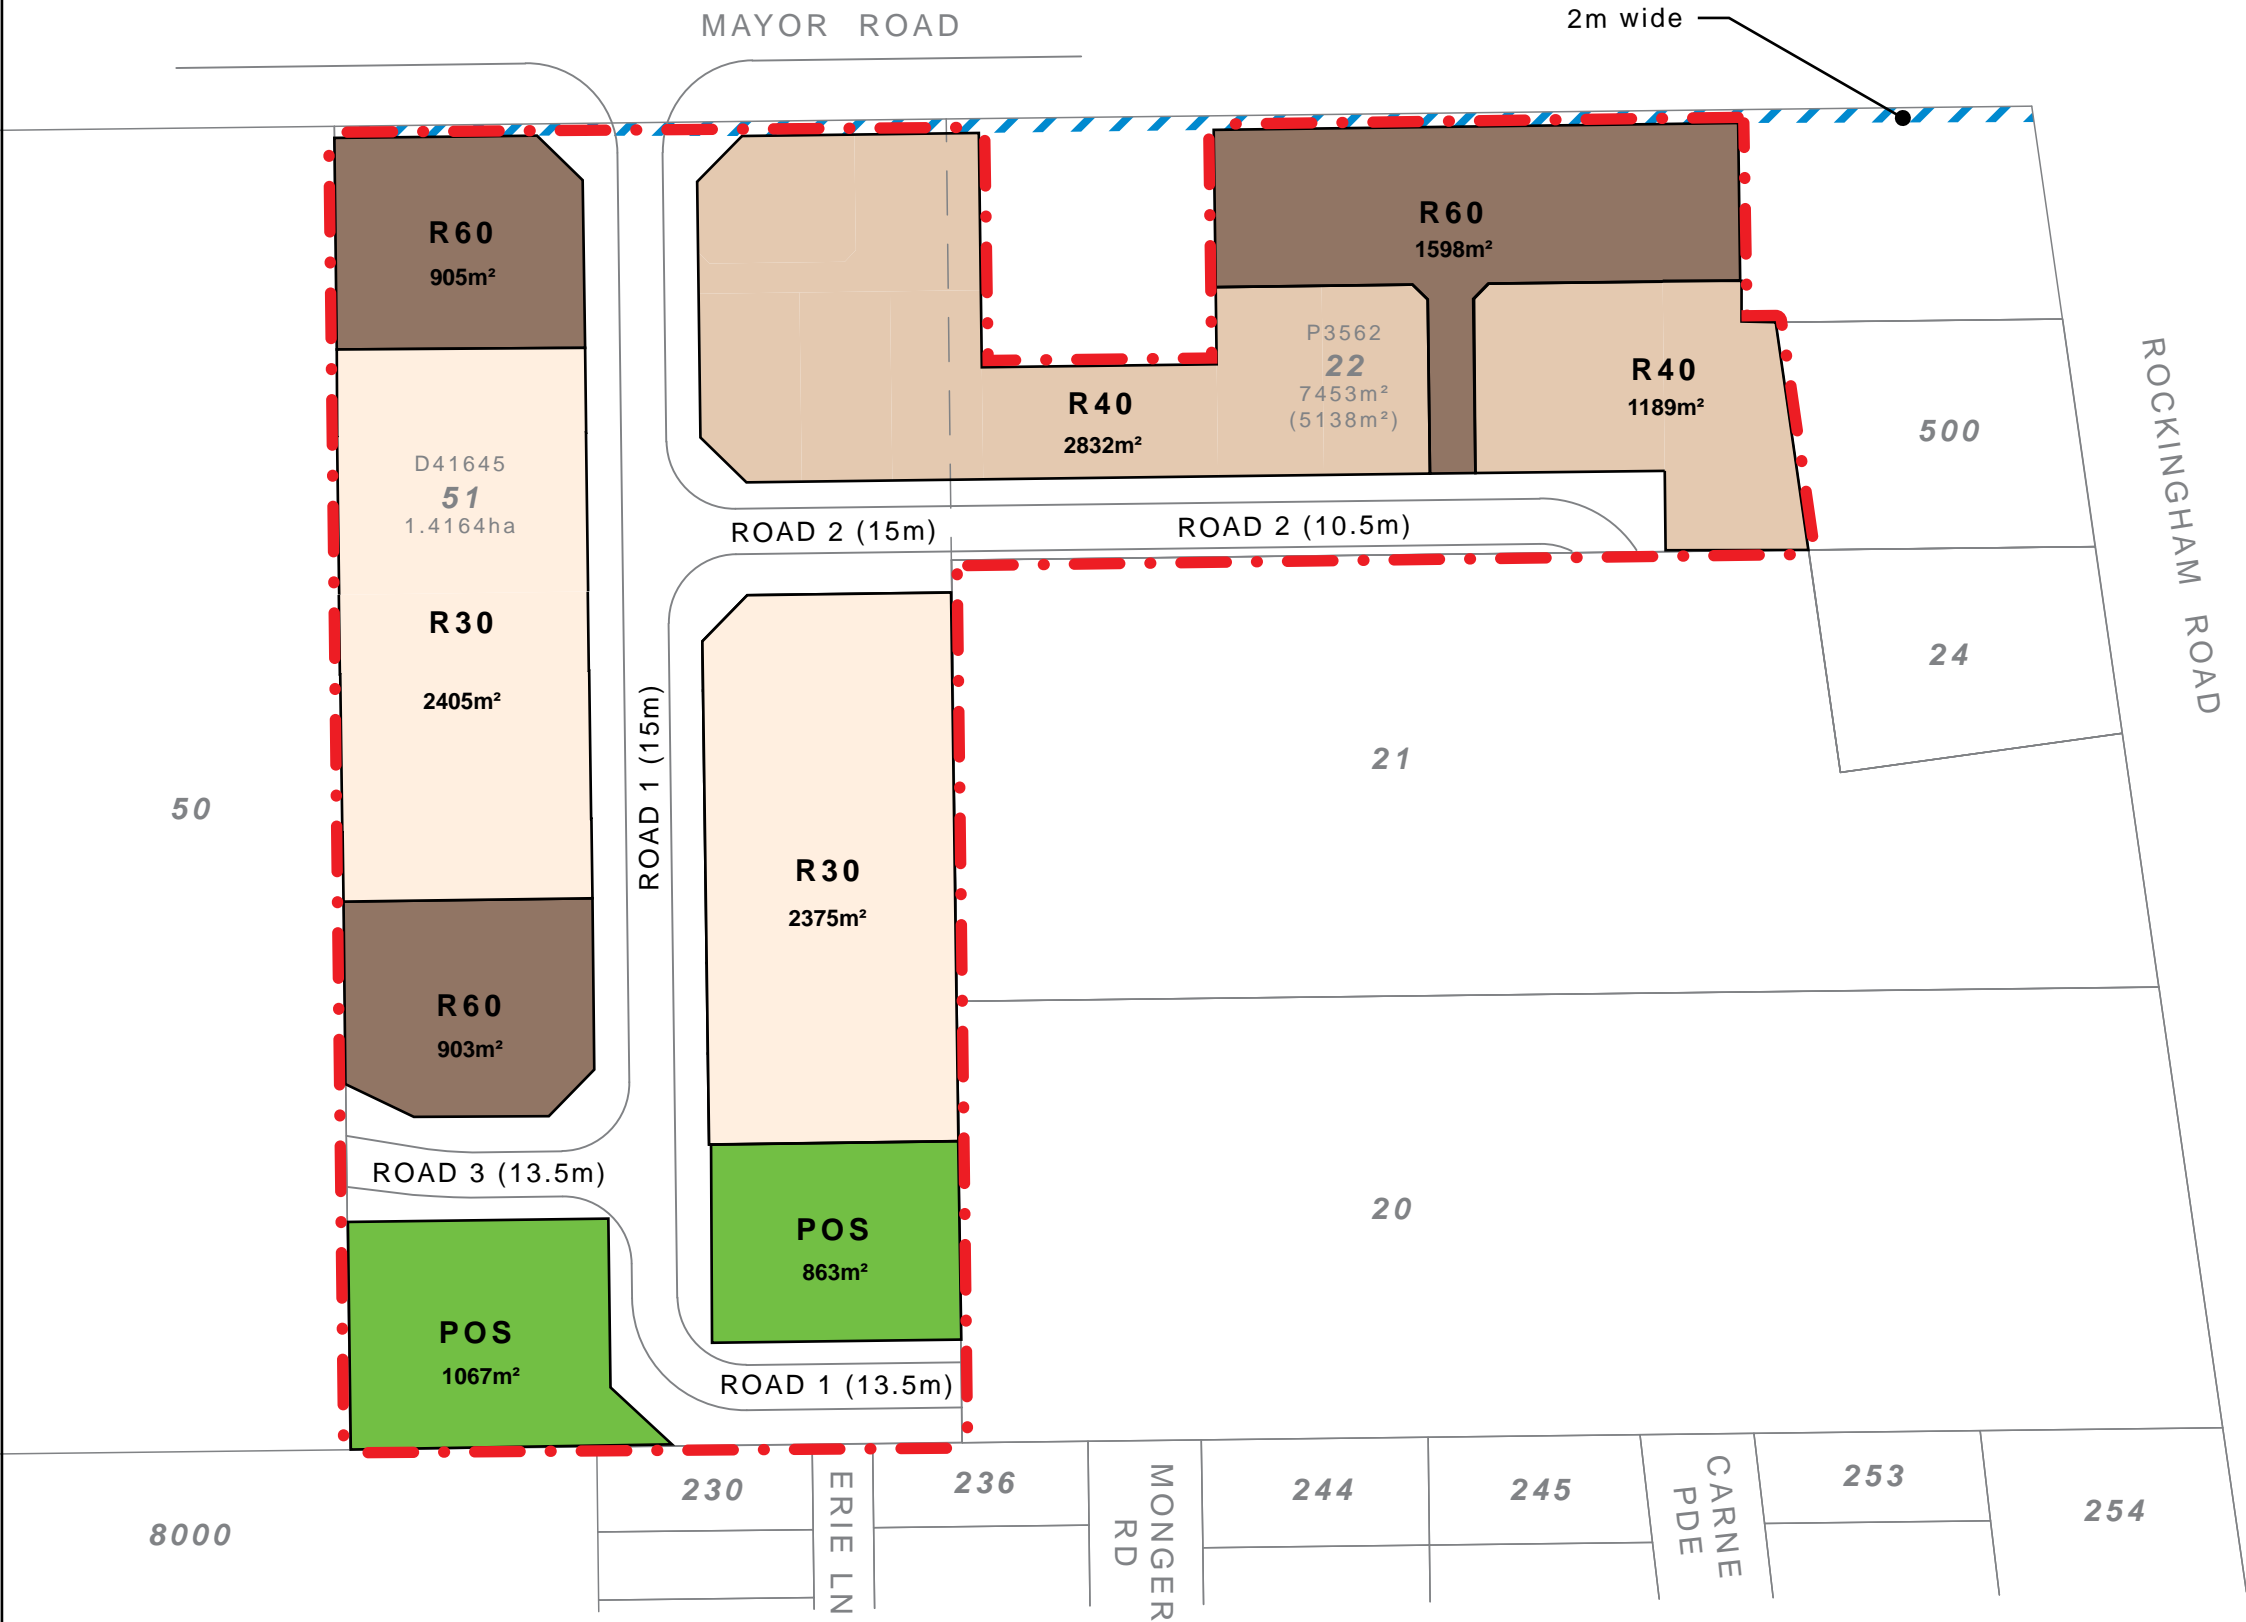 MAYOR ROAD
2m wide
R60
905m²
R60
1598m²
P3562
22
7453m²
(5138m²)
R40
1189m²
R40
2832m²
500
ROCKINGHAM ROAD
D41645
51
1.4164ha
R30
2405m²
ROAD 2 (15m)
ROAD 2 (10.5m)
24
21
50
ROAD 1 (15m)
R30
2375m²
R60
903m²
ROAD 3 (13.5m)
POS
863m²
20
POS
1067m²
ROAD 1 (13.5m)
230
ERIE LN
236
MONGER
RD
244
245
CARNE
PDE
253
254
8000